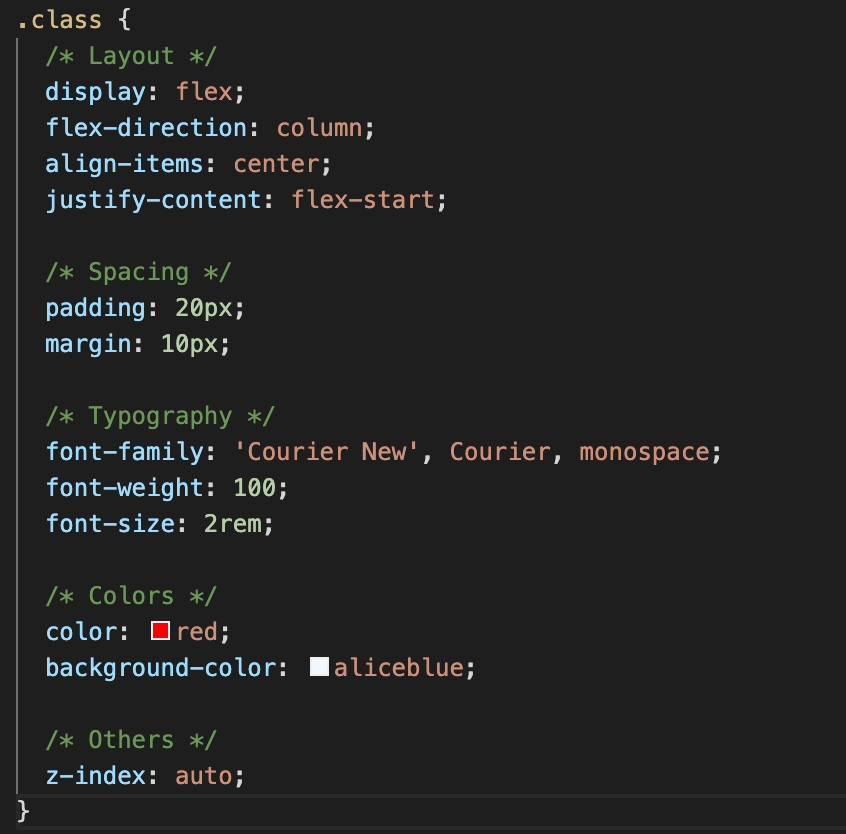 .class {
  /* Layout */
  display: flex;
  flex-direction: column;
  align-items: center;
  justify-content: flex-start;

  /* Spacing */
  padding: 20px;
  margin: 10px;

  /* Typography */
  font-family: 'Courier New', Courier, monospace;
  font-weight: 100;
  font-size: 2rem;

  /* Colors */
  color: red;
  background-color: aliceblue;

  /* Others */
  z-index: auto;
}